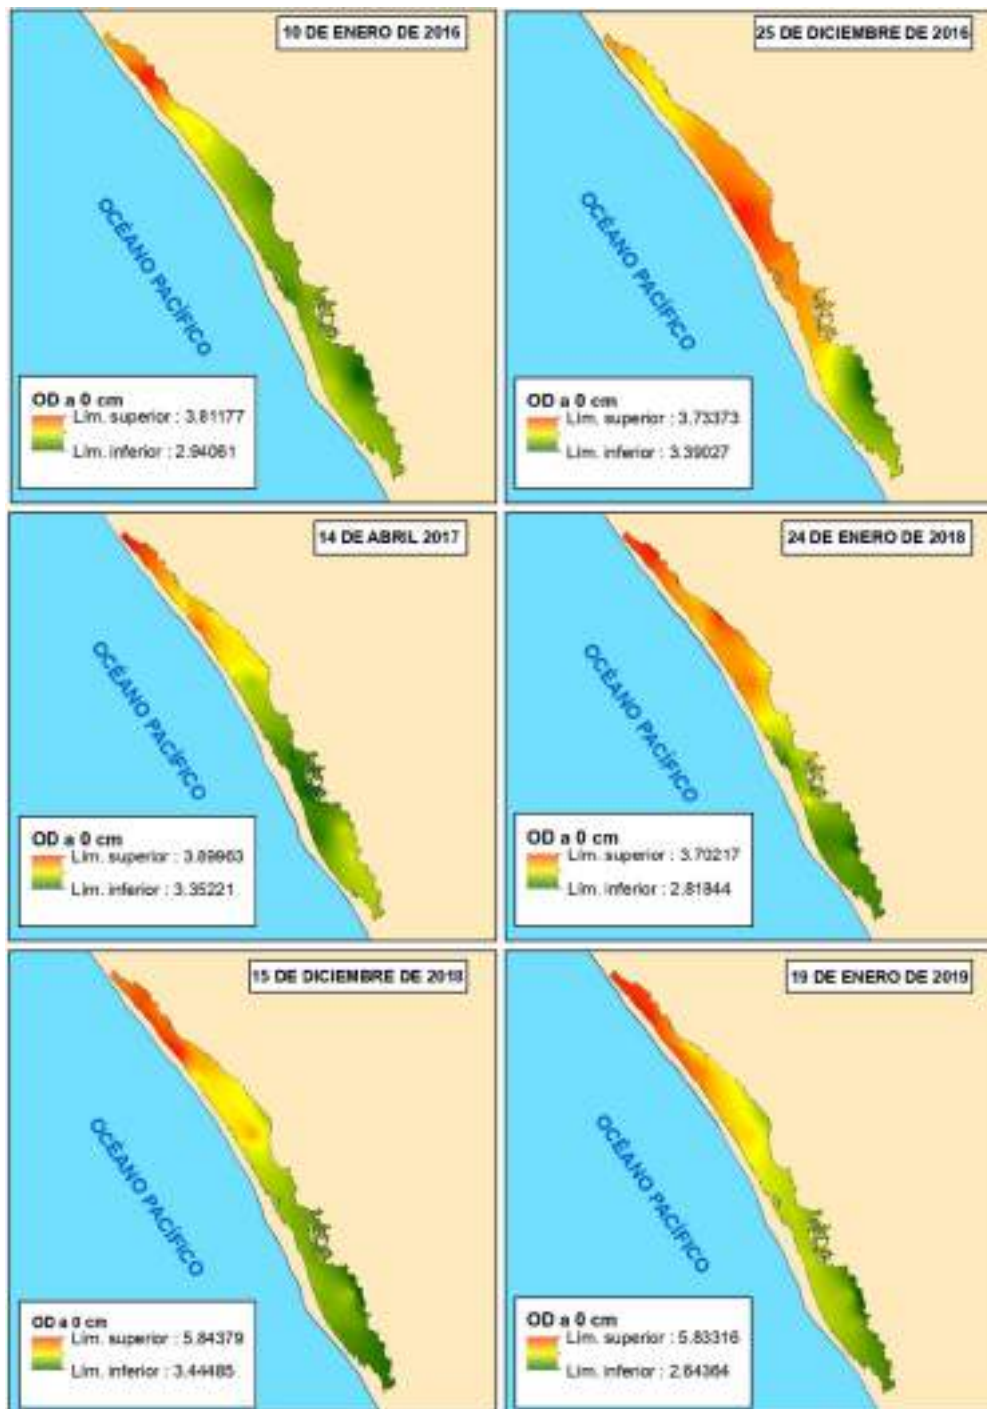 10 DE ENERO DE 2016
OCÉANO PACÍFICO
OD a 0 cm
Lím. superior : 3.81177
Lím. inferior : 2.94061
25 DE DICIEMBRE DE 2016
OCÉANO PACÍFICO
OD a 0 cm
Lím. superior : 3.73373
Lím. inferior : 3.39027
14 DE ABRIL 2017
OCÉANO PACÍFICO
OD a 0 cm
Lím. superior : 3.89963
Lím. inferior : 3.35221
24 DE ENERO DE 2018
OCÉANO PACÍFICO
OD a 0 cm
Lím. superior : 3.70217
Lím. inferior : 2.81844
15 DE DICIEMBRE DE 2018
OCÉANO PACÍFICO
OD a 0 cm
Lím. superior : 5.84379
Lím. inferior : 3.44485
19 DE ENERO DE 2019
OCÉANO PACÍFICO
OD a 0 cm
Lím. superior : 5.83316
Lím. inferior : 2.64364